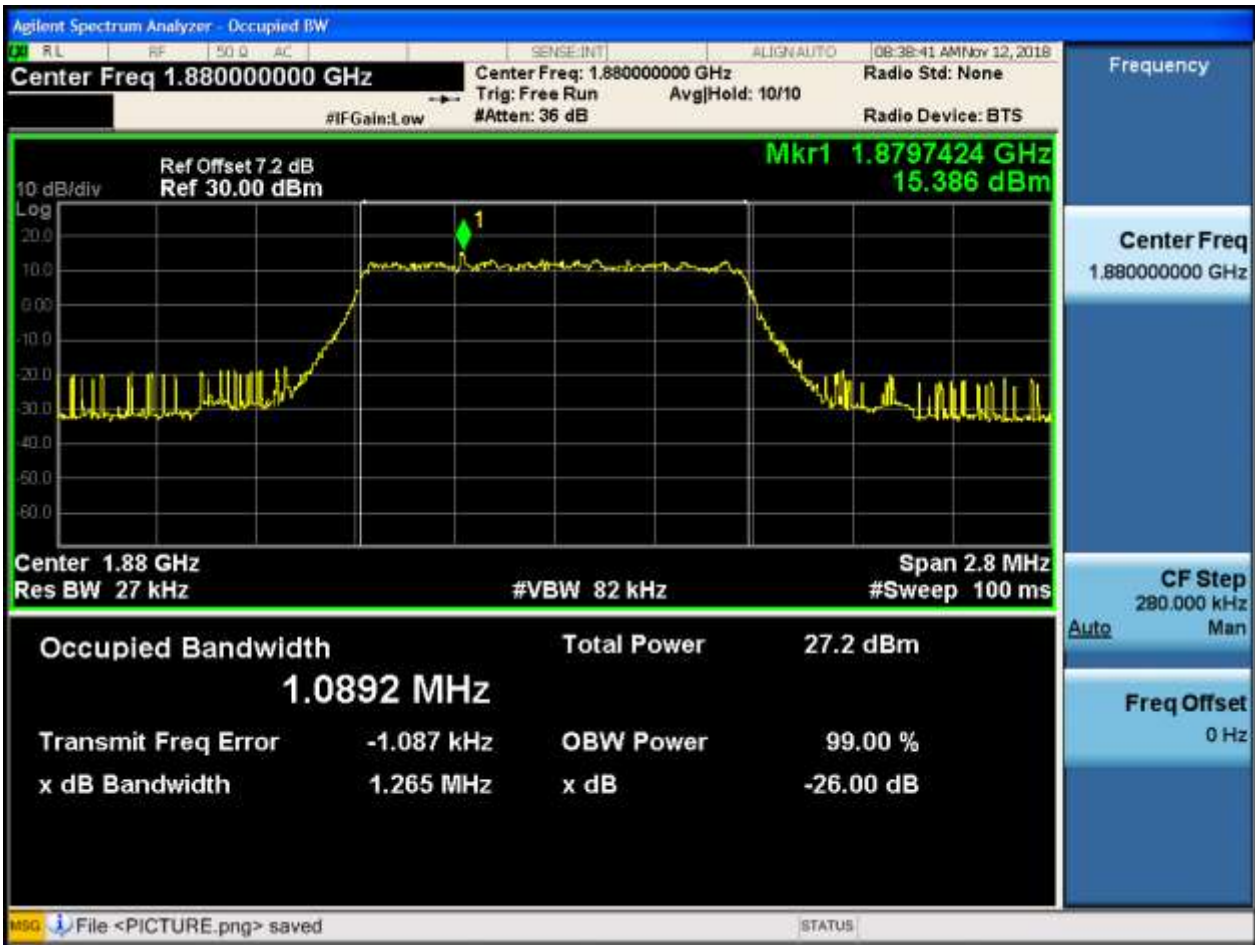 Agilent Spectrum Analyzer - Occupied BW
RL RF 50 Ω AC SENSE:INT ALIGNAUTO 08:38:41 AMNov 12, 2018
Center Freq 1.880000000 GHz
Center Freq: 1.880000000 GHz
Radio Std: None
Trig: Free Run Avg|Hold: 10/10
#IFGain:Low
#Atten: 36 dB
Radio Device: BTS
Frequency
Mkr1 1.8797424 GHz
15.386 dBm
Ref Offset 7.2 dB
10 dB/div Ref 30.00 dBm
Log
20.0
10.0
0.00
-10.0
-20.0
-30.0
-40.0
-50.0
-60.0
1
Center 1.88 GHz Span 2.8 MHz
Res BW 27 kHz #VBW 82 kHz #Sweep 100 ms
Center Freq
1.880000000 GHz
CF Step
280.000 kHz
Auto Man
Freq Offset
0 Hz
Occupied Bandwidth Total Power 27.2 dBm
1.0892 MHz
Transmit Freq Error -1.087 kHz OBW Power 99.00 %
x dB Bandwidth 1.265 MHz x dB -26.00 dB
MSG File <PICTURE.png> saved STATUS